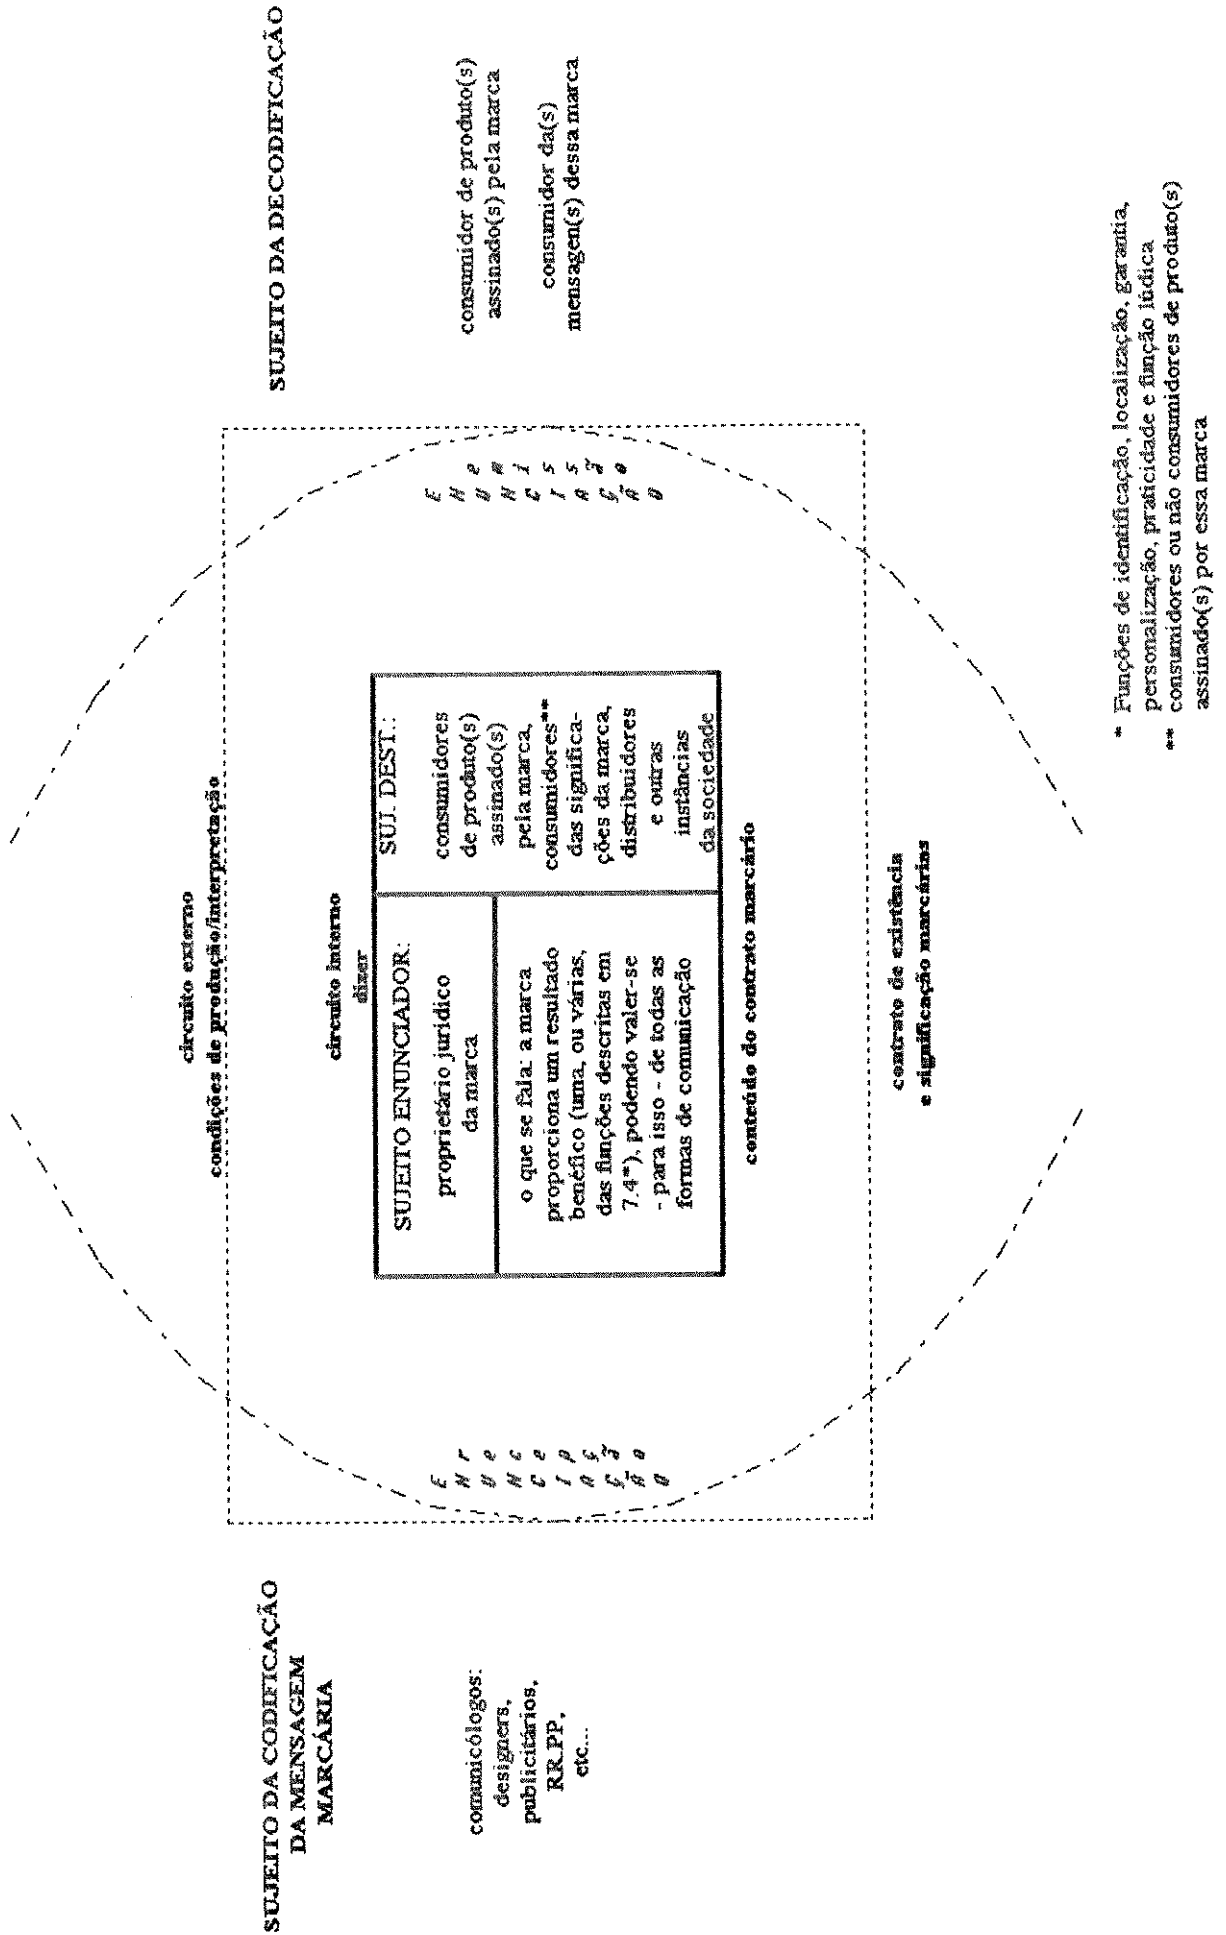 SUJEITO DA CODIFICAÇÃO
DA MENSAGEM
MARCÁRIA
comunicólogos:
designers,
publicitários,
RR.PP,
etc...
ENUNCIAÇÃO
recepção
circuito externo
condições de produção/interpretação
circuito interno
dizer
SUJEITO ENUNCIADOR:
proprietário jurídico
da marca
o que se fala: a marca
proporciona um resultado
benéfico (uma, ou várias,
das funções descritas em
7.4*), podendo valer-se
- para isso - de todas as
formas de comunicação
SUJ. DEST.:
consumidores
de produto(s)
assinado(s)
pela marca,
consumidores**
das significa-
ções da marca,
distribuidores
e outras
instâncias
da sociedade
conteúdo do contrato marcário
contrato de existência
e significação marcárias
ENUNCIAÇÃO
emissão
SUJEITO DA DECODIFICAÇÃO
consumidor de produto(s)
assinado(s) pela marca
consumidor da(s)
mensagen(s) dessa marca
* Funções de identificação, localização, garantia,
personalização, praticidade e função lúdica
** consumidores ou não consumidores de produto(s)
assinado(s) por essa marca